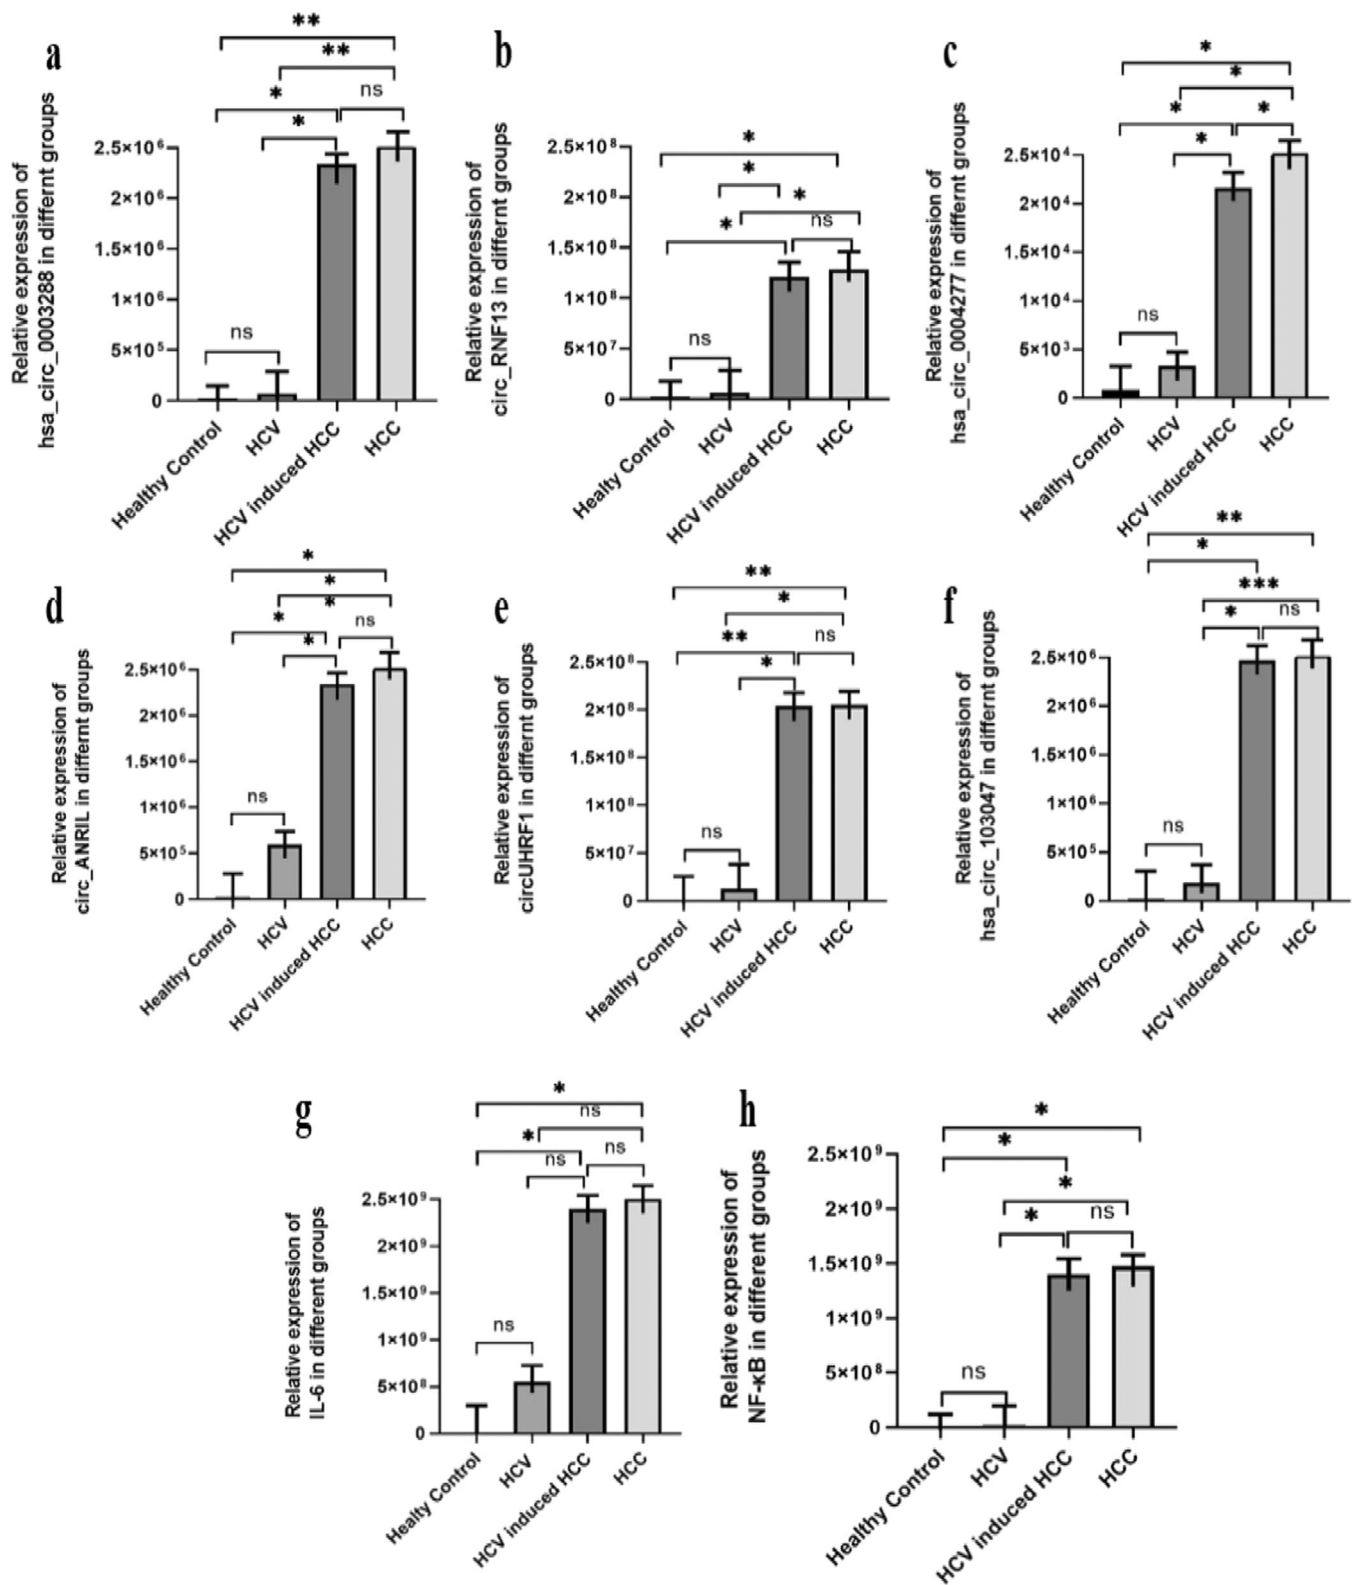 a
**
**
*
ns
*
Relative expression of
hsa_circ_0003288 in differnt groups
2.5×10⁶
2×10⁶
1.5×10⁶
1×10⁶
5×10⁵
0
ns
Healthy Control
HCV
HCV induced HCC
HCC
b
*
*
*
ns
*
Relative expression of
circ_RNF13 in differnt groups
2.5×10⁸
2×10⁸
1.5×10⁸
1×10⁸
5×10⁷
0
ns
Healty Control
HCV
HCV induced HCC
HCC
c
*
*
*
*
*
Relative expression of
hsa_circ_0004277 in differnt groups
2.5×10⁴
2×10⁴
1.5×10⁴
1×10⁴
5×10³
0
ns
Healthy Control
HCV
HCV induced HCC
HCC
d
*
*
*
*
ns
*
Relative expression of
circ_ANRIL in differnt groups
2.5×10⁶
2×10⁶
1.5×10⁶
1×10⁶
5×10⁵
0
ns
Healthy Control
HCV
HCV induced HCC
HCC
e
**
*
**
ns
*
Relative expression of
circUHRF1 in differnt groups
2.5×10⁸
2×10⁸
1.5×10⁸
1×10⁸
5×10⁷
0
ns
Healthy Control
HCV
HCV induced HCC
HCC
f
**
*
***
*
ns
Relative expression of
hsa_circ_103047 in differnt groups
2.5×10⁶
2×10⁶
1.5×10⁶
1×10⁶
5×10⁵
0
ns
Healthy Control
HCV
HCV induced HCC
HCC
g
*
ns
*
ns
ns
Relative expression of
IL-6 in different groups
2.5×10⁹
2×10⁹
1.5×10⁹
1×10⁹
5×10⁸
0
ns
Healty Control
HCV
HCV induced HCC
HCC
h
*
*
*
*
ns
Relative expression of
NF-κB in different groups
2.5×10⁹
2×10⁹
1.5×10⁹
1×10⁹
5×10⁸
0
ns
Healthy Control
HCV
HCV induced HCC
HCC